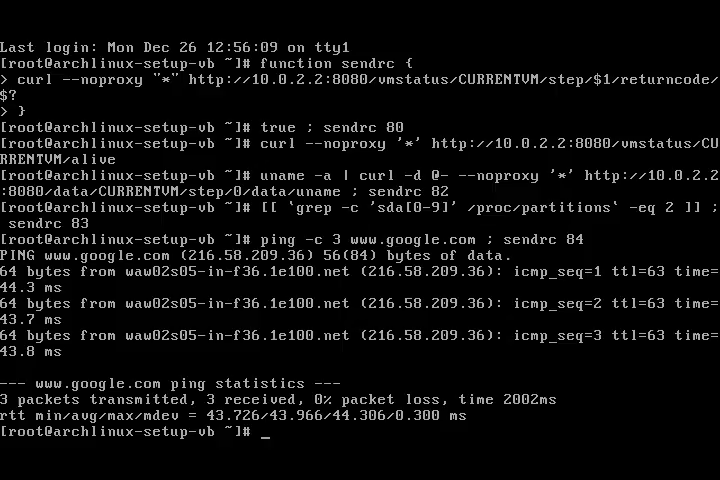 Last login: Mon Dec 26 12:56:09 on tty1
[root@archlinux-setup-vb ~]# function sendrc {
> curl --noproxy "*" http://10.0.2.2:8080/vmstatus/CURRENTVM/step/$1/returncode/
$?
> }
[root@archlinux-setup-vb ~]# true ; sendrc 80
[root@archlinux-setup-vb ~]# curl --noproxy '*' http://10.0.2.2:8080/vmstatus/CU
RRENTVM/alive
[root@archlinux-setup-vb ~]# uname -a | curl -d @- --noproxy '*' http://10.0.2.2
:8080/data/CURRENTVM/step/0/data/uname ; sendrc 82
[root@archlinux-setup-vb ~]# [[ `grep -c 'sda[0-9]' /proc/partitions` -eq 2 ]] ;
 sendrc 83
[root@archlinux-setup-vb ~]# ping -c 3 www.google.com ; sendrc 84
PING www.google.com (216.58.209.36) 56(84) bytes of data.
64 bytes from waw02s05-in-f36.1e100.net (216.58.209.36): icmp_seq=1 ttl=63 time=
44.3 ms
64 bytes from waw02s05-in-f36.1e100.net (216.58.209.36): icmp_seq=2 ttl=63 time=
43.7 ms
64 bytes from waw02s05-in-f36.1e100.net (216.58.209.36): icmp_seq=3 ttl=63 time=
43.8 ms
--- www.google.com ping statistics ---
3 packets transmitted, 3 received, 0% packet loss, time 2002ms
rtt min/avg/max/mdev = 43.726/43.966/44.306/0.300 ms
[root@archlinux-setup-vb ~]# _